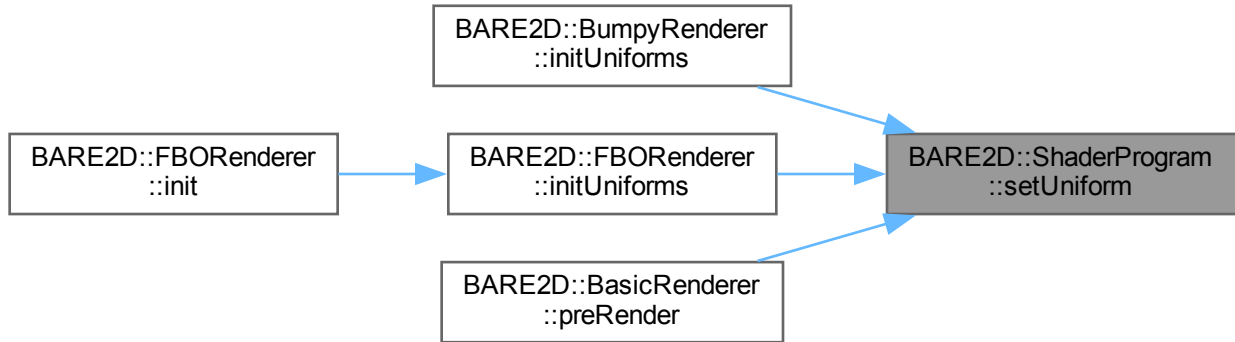 BARE2D::BumpyRenderer
::initUniforms
BARE2D::FBORenderer
::init
BARE2D::FBORenderer
::initUniforms
BARE2D::ShaderProgram
::setUniform
BARE2D::BasicRenderer
::preRender